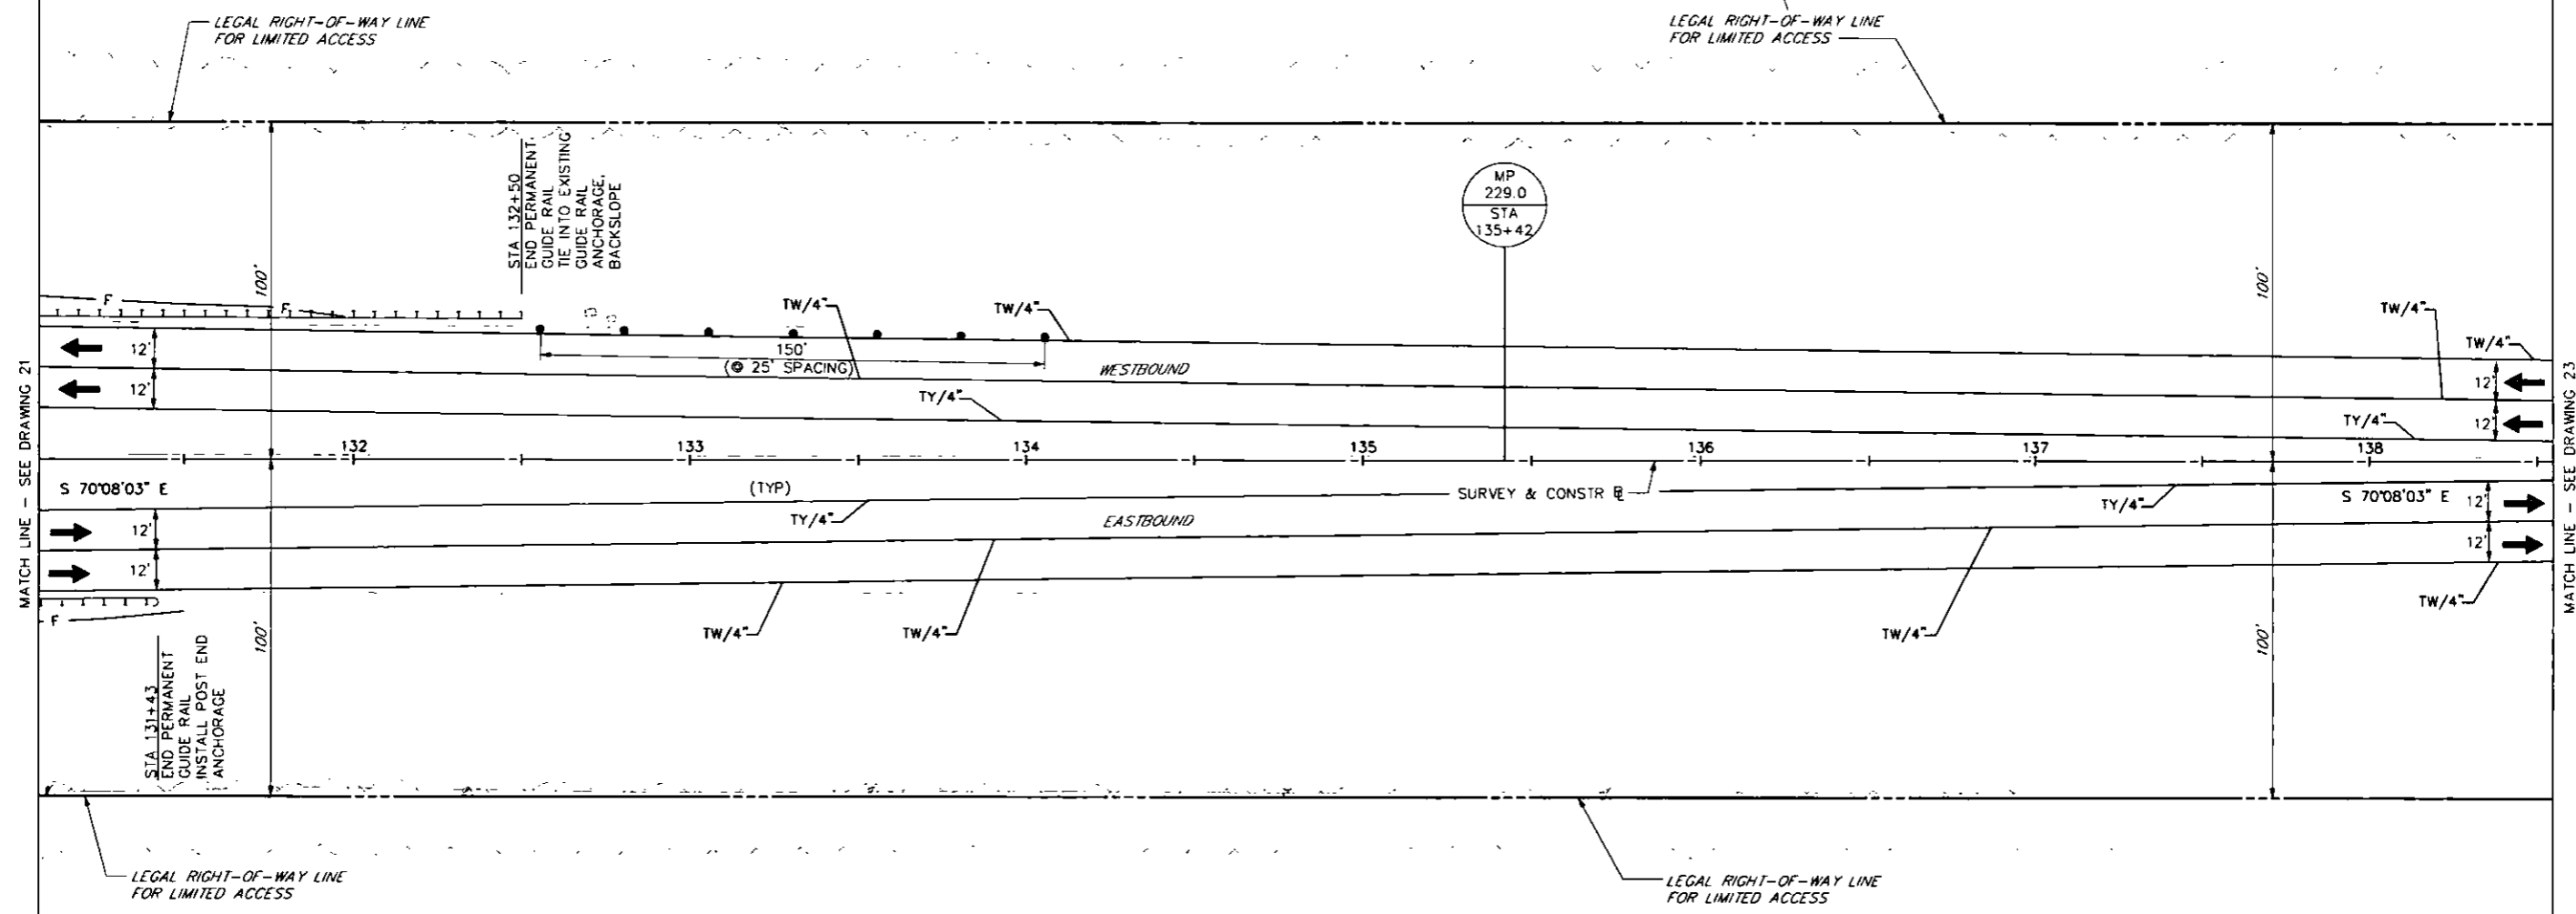 LEGAL RIGHT-OF-WAY LINE
FOR LIMITED ACCESS
LEGAL RIGHT-OF-WAY LINE
FOR LIMITED ACCESS
STA 132+50
END PERMANENT
GUIDE RAIL
TIE INTO EXISTING
GUIDE RAIL
ANCHORAGE,
BACKSLOPE
MP
229.0
STA
135+42
100'
100'
F
F
TW/4"
TW/4"
TW/4"
TW/4"
12'
12'
150'
(@ 25' SPACING)
WESTBOUND
TY/4"
12'
12'
TY/4"
MATCH LINE - SEE DRAWING 21
MATCH LINE - SEE DRAWING 23
132
133
134
135
136
137
138
S 70°08'03" E
(TYP)
SURVEY & CONSTR BL
S 70°08'03" E
TY/4"
EASTBOUND
TY/4"
12'
12'
12'
12'
F
TW/4"
TW/4"
TW/4"
TW/4"
100'
100'
STA 131+43
END PERMANENT
GUIDE RAIL
INSTALL POST END
ANCHORAGE
LEGAL RIGHT-OF-WAY LINE
FOR LIMITED ACCESS
LEGAL RIGHT-OF-WAY LINE
FOR LIMITED ACCESS